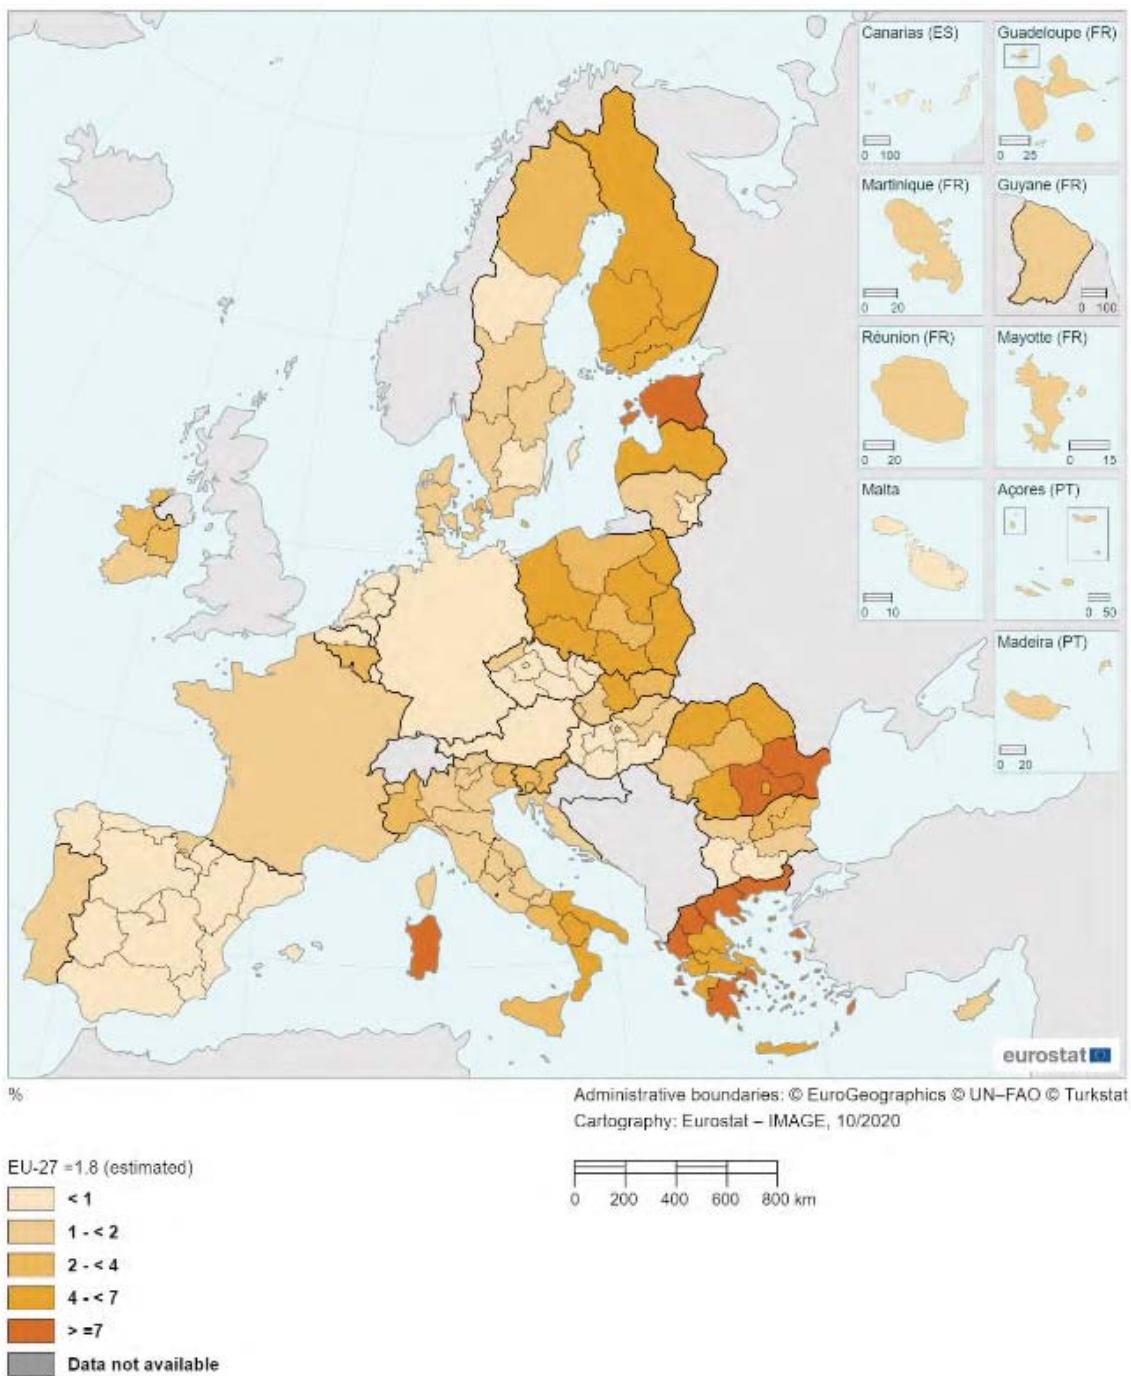 Canarias (ES)
0 100
Guadeloupe (FR)
0 25
Martinique (FR)
0 20
Guyane (FR)
0 100
Réunion (FR)
0 20
Mayotte (FR)
0 15
Malta
0 10
Açores (PT)
0 50
Madeira (PT)
0 20
eurostat
%
Administrative boundaries: © EuroGeographics © UN–FAO © Turkstat
Cartography: Eurostat – IMAGE, 10/2020
EU-27 =1.8 (estimated)
< 1
1 - < 2
2 - < 4
4 - < 7
> =7
Data not available
0 200 400 600 800 km